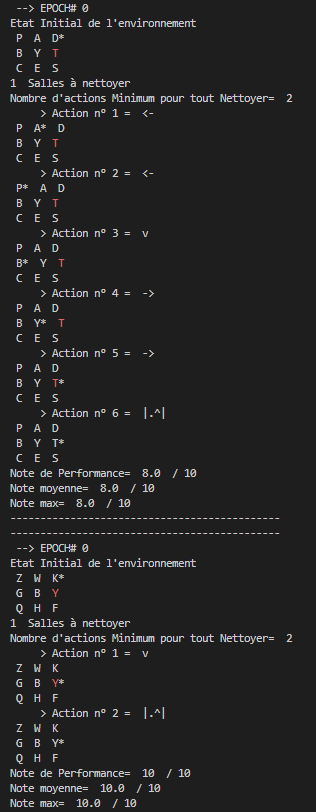 --> EPOCH# 0
Etat Initial de l'environnement
P A D*
B Y T
C E S
1 Salles à nettoyer
Nombre d'actions Minimum pour tout Nettoyer= 2
> Action n° 1 = <-
P A* D
B Y T
C E S
> Action n° 2 = <-
P* A D
B Y T
C E S
> Action n° 3 = v
P A D
B* Y T
C E S
> Action n° 4 = ->
P A D
B Y* T
C E S
> Action n° 5 = ->
P A D
B Y T*
C E S
> Action n° 6 = |.^|
P A D
B Y T*
C E S
Note de Performance= 8.0 / 10
Note moyenne= 8.0 / 10
Note max= 8.0 / 10
---------------------------------------------
---------------------------------------------
--> EPOCH# 0
Etat Initial de l'environnement
Z W K*
G B Y
Q H F
1 Salles à nettoyer
Nombre d'actions Minimum pour tout Nettoyer= 2
> Action n° 1 = v
Z W K
G B Y*
Q H F
> Action n° 2 = |.^|
Z W K
G B Y*
Q H F
Note de Performance= 10 / 10
Note moyenne= 10.0 / 10
Note max= 10.0 / 10